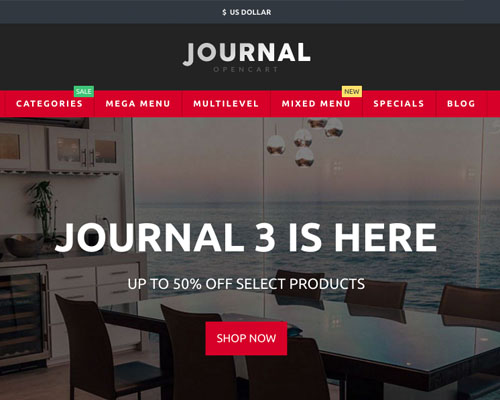 $ US DOLLAR
JOURNAL
OPENCART
SALE
NEW
CATEGORIES MEGA MENU MULTILEVEL MIXED MENU SPECIALS BLOG
JOURNAL 3 IS HERE
UP TO 50% OFF SELECT PRODUCTS
SHOP NOW